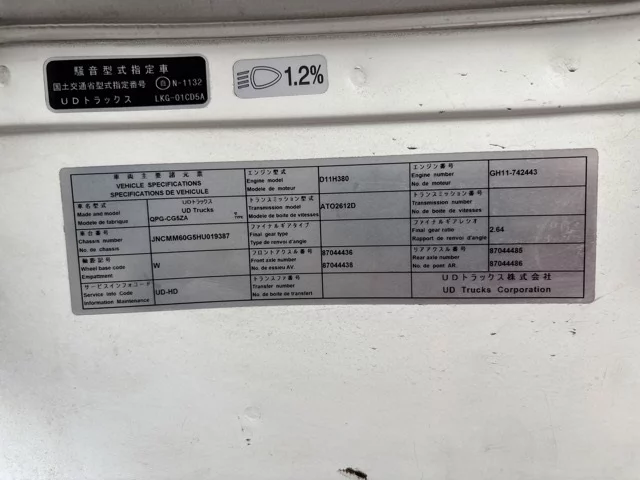 騒音型式指定車
国土交通省型式指定番号 自 N-1132
UDトラックス LKG-01CD5A
1.2%
車両主要諸元表
VEHICLE SPECIFICATIONS
SPECIFICATIONS DE VEHICULE
車名型式 UDトラックス
Make and model UD Trucks
Modele de fabrique QPG-CG5ZA
車台番号
Chassis number JNCMM60G5HU019387
No. de chassis
輪距記号
Wheel base code W
Empattement
サービスインフォコード
Service Info Code UD-HD
Information Maintenance
エンジン型式
Engine model D11H380
Modele de moteur
トランスミッション型式
Transmission model ATO2612D
Modele de boite de vitesses
ファイナルギアタイプ
Final gear type
Type de renvoi d'angle
フロントアクスル番号 87044436
Front axle number
No. de essieu AV. 87044438
トランスファ番号
Transfer number
No. de boite de transfert
エンジン番号
Engine number GH11-742443
No. de moteur
トランスミッション番号
Transmission number
No. de boite de vitesses
ファイナルギアレシオ
Final gear ratio 2.64
Rapport de renvoi d'angle
リアアクスル番号 87044485
Rear axle number
No. de pont AR. 87044486
UDトラックス株式会社
UD Trucks Corporation